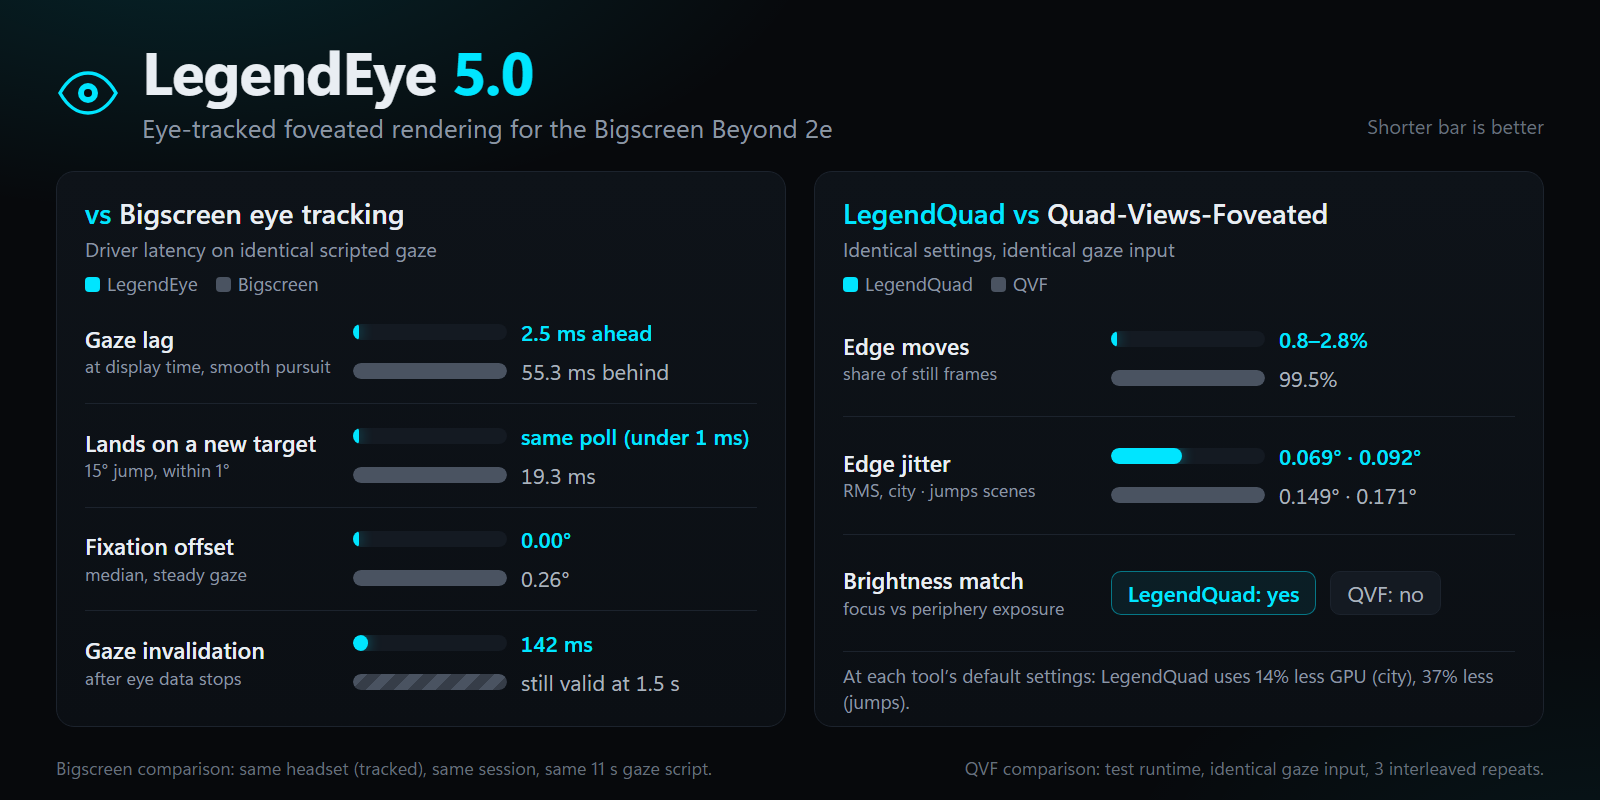 LegendEye 5.0
Eye-tracked foveated rendering for the Bigscreen Beyond 2e
Shorter bar is better
vs Bigscreen eye tracking
Driver latency on identical scripted gaze
LegendEye
Bigscreen
Gaze lag
at display time, smooth pursuit
2.5 ms ahead
55.3 ms behind
Lands on a new target
15° jump, within 1°
same poll (under 1 ms)
19.3 ms
Fixation offset
median, steady gaze
0.00°
0.26°
Gaze invalidation
after eye data stops
142 ms
still valid at 1.5 s
LegendQuad vs Quad-Views-Foveated
Identical settings, identical gaze input
LegendQuad
QVF
Edge moves
share of still frames
0.8–2.8%
99.5%
Edge jitter
RMS, city · jumps scenes
0.069° · 0.092°
0.149° · 0.171°
Brightness match
focus vs periphery exposure
LegendQuad: yes
QVF: no
At each tool’s default settings: LegendQuad uses 14% less GPU (city), 37% less
(jumps).
Bigscreen comparison: same headset (tracked), same session, same 11 s gaze script.
QVF comparison: test runtime, identical gaze input, 3 interleaved repeats.